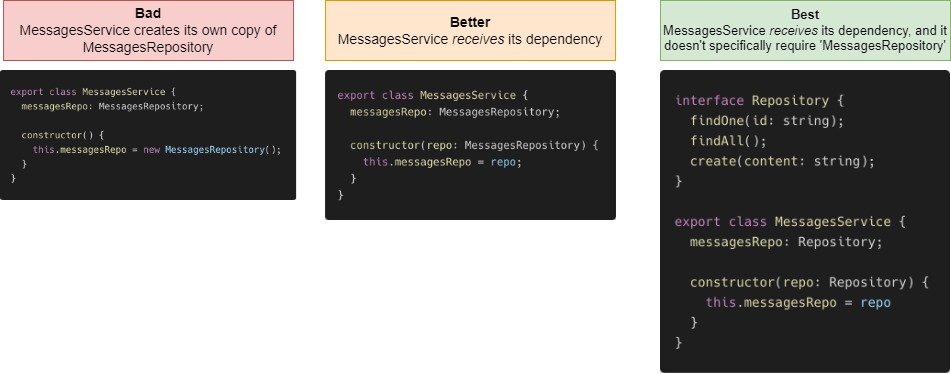 Bad
MessagesService creates its own copy of
MessagesRepository
export class MessagesService {
  messagesRepo: MessagesRepository;

  constructor() {
    this.messagesRepo = new MessagesRepository();
  }
}
Better
MessagesService receives its dependency
export class MessagesService {
  messagesRepo: MessagesRepository;

  constructor(repo: MessagesRepository) {
    this.messagesRepo = repo;
  }
}
Best
MessagesService receives its dependency, and it
doesn't specifically require 'MessagesRepository'
interface Repository {
  findOne(id: string);
  findAll();
  create(content: string);
}

export class MessagesService {
  messagesRepo: Repository;

  constructor(repo: Repository) {
    this.messagesRepo = repo
  }
}